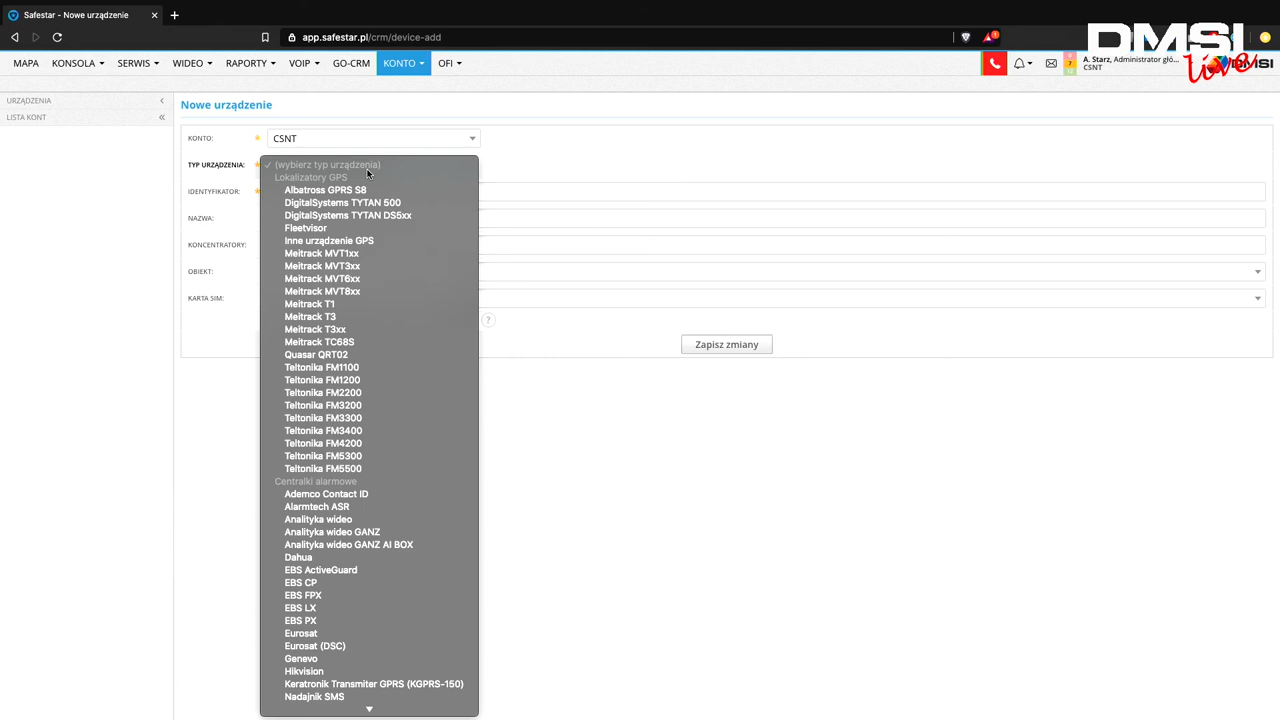 Safestar - Nowe urządzenie
app.safestar.pl/crm/device-add
1
DMSI
live
MAPA KONSOLA SERWIS WIDEO RAPORTY VOIP GO-CRM KONTO OFI
A. Starz, Administrator głó...
CSNT
7
12
DMSI
URZĄDZENIA
LISTA KONT
Nowe urządzenie
KONTO: CSNT
TYP URZĄDZENIA:
IDENTYFIKATOR:
NAZWA:
KONCENTRATORY:
OBIEKT:
KARTA SIM:
?
Zapisz zmiany
(wybierz typ urządzenia)
Lokalizatory GPS
Albatross GPRS S8
DigitalSystems TYTAN 500
DigitalSystems TYTAN DS5xx
Fleetvisor
Inne urządzenie GPS
Meitrack MVT1xx
Meitrack MVT3xx
Meitrack MVT6xx
Meitrack MVT8xx
Meitrack T1
Meitrack T3
Meitrack T3xx
Meitrack TC68S
Quasar QRT02
Teltonika FM1100
Teltonika FM1200
Teltonika FM2200
Teltonika FM3200
Teltonika FM3300
Teltonika FM3400
Teltonika FM4200
Teltonika FM5300
Teltonika FM5500
Centralki alarmowe
Ademco Contact ID
Alarmtech ASR
Analityka wideo
Analityka wideo GANZ
Analityka wideo GANZ AI BOX
Dahua
EBS ActiveGuard
EBS CP
EBS FPX
EBS LX
EBS PX
Eurosat
Eurosat (DSC)
Genevo
Hikvision
Keratronik Transmiter GPRS (KGPRS-150)
Nadajnik SMS